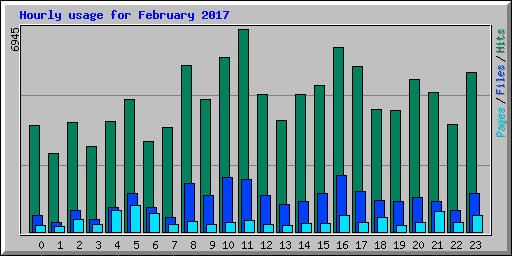 Hourly usage for February 2017
6945
Pages/Files/Hits
0 1 2 3 4 5 6 7 8 9 10 11 12 13 14 15 16 17 18 19 20 21 22 23